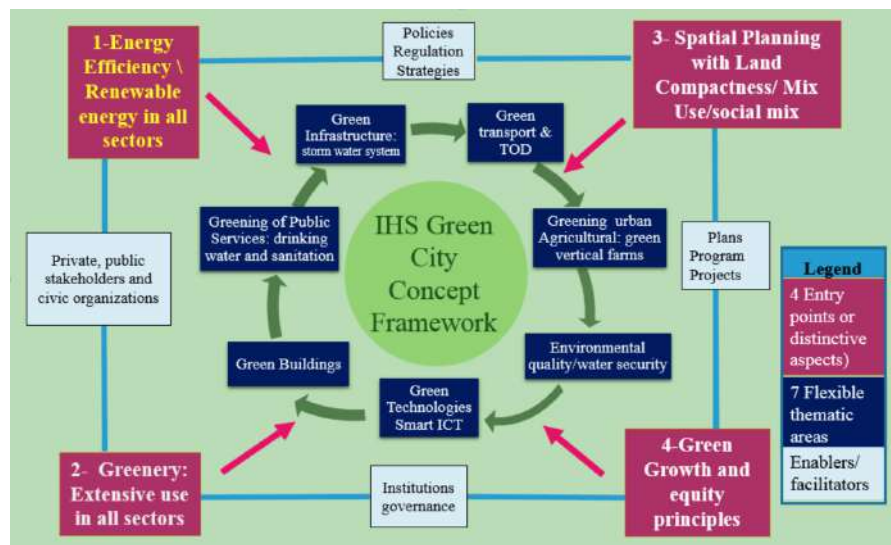 1-Energy
Efficiency \
Renewable
energy in all
sectors
Policies
Regulation
Strategies
3- Spatial Planning
with Land
Compactness/ Mix
Use/social mix
Green
Infrastructure:
storm water system
Green
transport &
TOD
Greening of Public
Services: drinking
water and sanitation
IHS Green
City
Concept
Framework
Greening urban
Agricultural: green
vertical farms
Private, public
stakeholders and
civic organizations
Plans
Program
Projects
Green Buildings
Green
Technologies
Smart ICT
Environmental
quality/water security
2- Greenery:
Extensive use
in all sectors
Institutions
governance
4-Green
Growth and
equity
principles
Legend
4 Entry
points or
distinctive
aspects)
7 Flexible
thematic
areas
Enablers/
facilitators